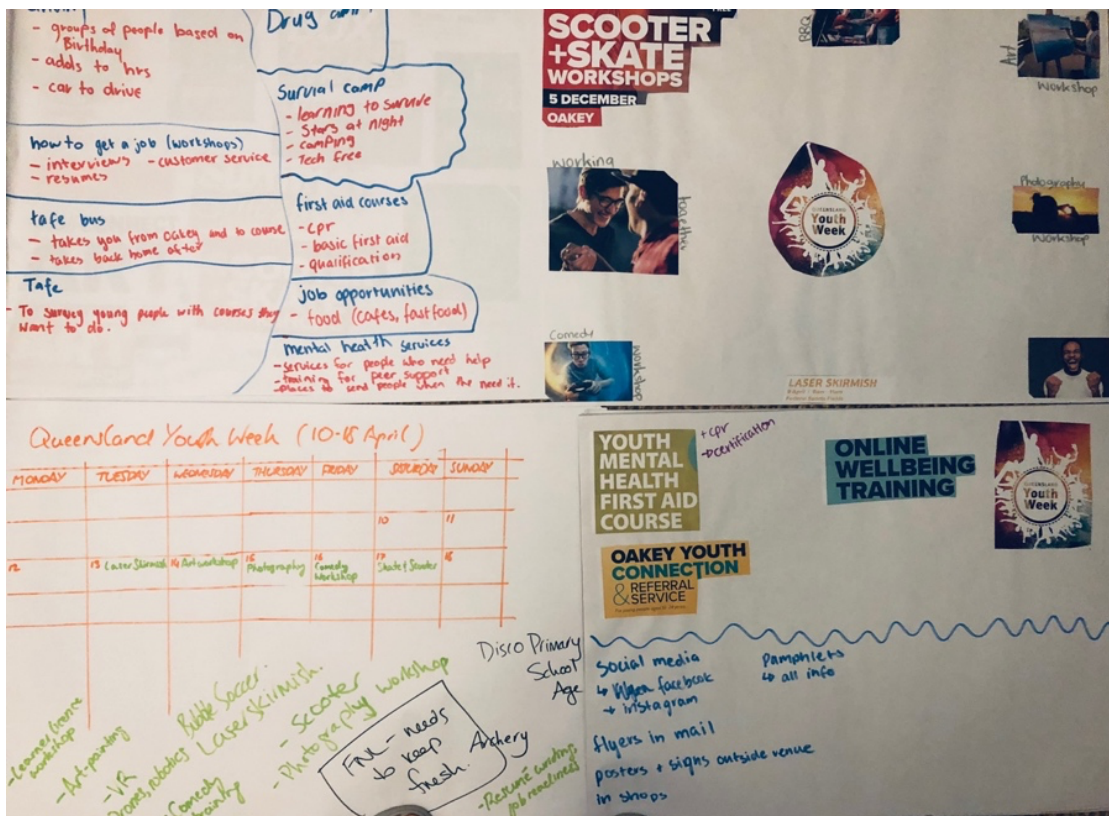 - groups of people based on
Birthday
- adds to hrs
- car to drive
how to get a job (workshops)
- interviews - customer service
- resumes
tafe bus
- takes you from oakey and to course
- takes back home after
Tafe
- To survey young people with courses they
want to do.
Drug
Survial camp
- learning to survive
- Stars at night
- camping
- Tech free
first aid courses
- cpr
- basic first aid
- qualification
job opportunities
- food (cafes, fast food)
mental health services
- services for people who need help
- training for peer support
- places to send people when the need it.
SCOOTER
+SKATE
WORKSHOPS
5 DECEMBER
OAKEY
BBQ
Art
Workshop
working
together
QUEENSLAND
Youth
Week
Photography
Workshop
Comedy
Workshop
LASER SKIRMISH
Queensland Youth Week (10-18 April)
MONDAY TUESDAY WEDNESDAY THURSDAY FRIDAY SATURDAY SUNDAY
10 11
12 13 Laser Skirmish 14 Art workshop 15 Photography 16 Comedy Workshop 17 Skate & Scooter 18
- Learner Driver
workshop
- Art-painting
- VR
Drones, robotics
Bubble Soccer
Laser skirmish.
- Comedy
training
- Scooter
- Photography workshop
FNL - needs
to keep
fresh.
Disco Primary
School
Age
Archery
- Resumé writing
job readiness
YOUTH
MENTAL
HEALTH
FIRST AID
COURSE
+ cpr
certification
ONLINE
WELLBEING
TRAINING
QUEENSLAND
Youth
Week
OAKEY YOUTH
CONNECTION
& REFERRAL
SERVICE
Social media
↳ facebook
+ instagram
Pamphlets
↳ all info
flyers in mail
posters + signs outside venue
in shops